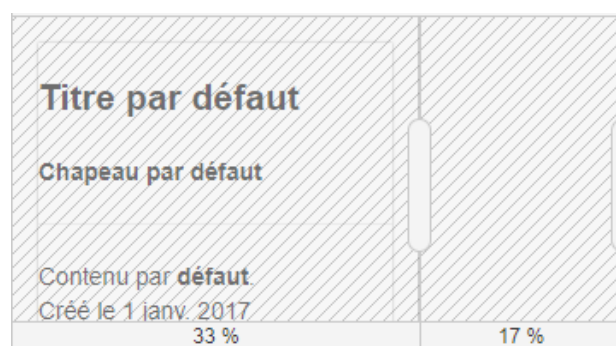 Titre par défaut
Chapeau par défaut
Contenu par défaut.
Créé le 1 janv. 2017
33 %
17 %